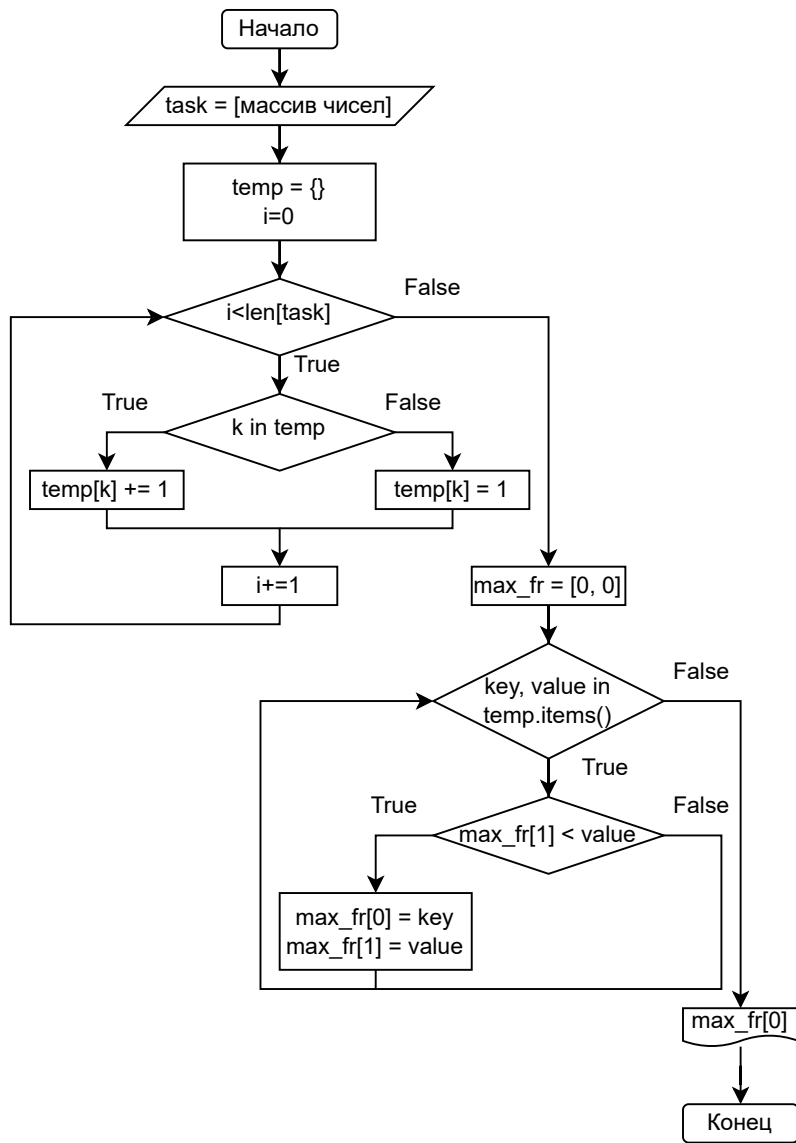 Начало
task = [массив чисел]
temp = {}
i=0
i<len[task]
False
True
k in temp
True
False
temp[k] += 1
temp[k] = 1
i+=1
max_fr = [0, 0]
key, value in
temp.items()
False
True
max_fr[1] < value
True
False
max_fr[0] = key
max_fr[1] = value
max_fr[0]
Конец